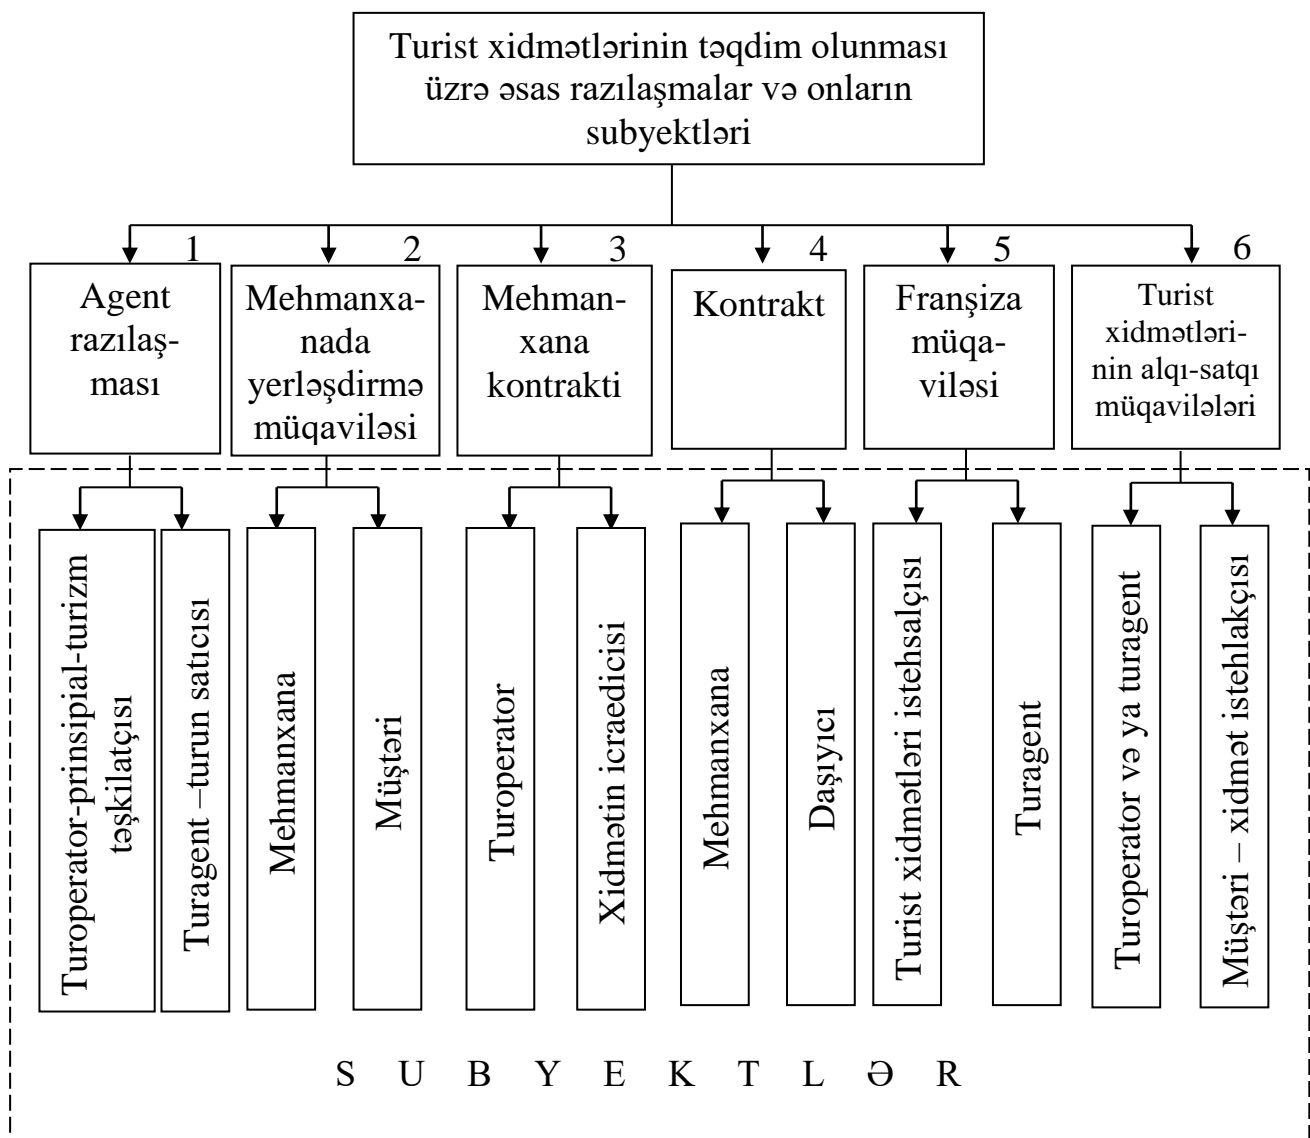 Turist xidmətlərinin təqdim olunması
üzrə əsas razılaşmalar və onların
subyektləri
1
Agent
razılaş-
ması
2
Mehmanxa-
nada
yerləşdirmə
müqaviləsi
3
Mehman-
xana
kontrakti
4
Kontrakt
5
Franşiza
müqa-
viləsi
6
Turist
xidmətləri-
nin alqı-satqı
müqavilələri
Turoperator-prinsipial-turizm
təşkilatçısı
Turagent –turun satıcısı
Mehmanxana
Müştəri
Turoperator
Xidmətin icraedicisi
Mehmanxana
Daşıyıcı
Turist xidmətləri istehsalçısı
Turagent
Turoperator və ya turagent
Müştəri – xidmət istehlakçısı
S U B Y E K T L Ə R